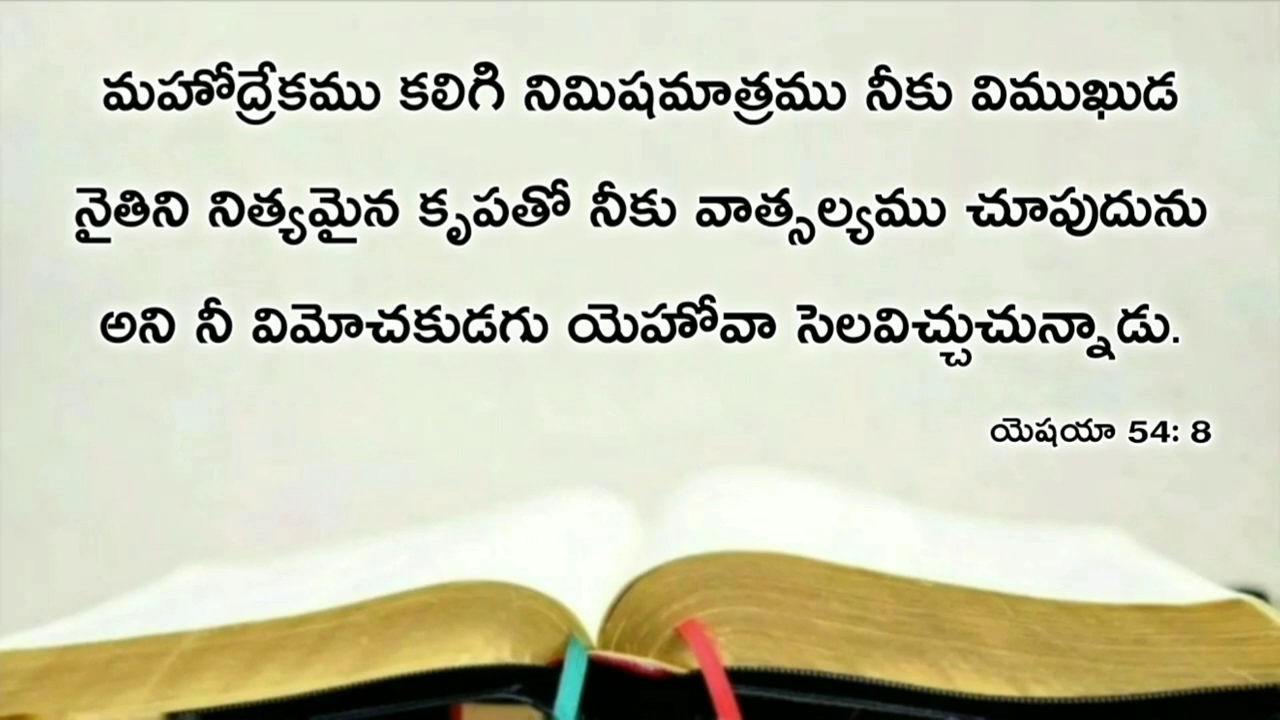 మహోద్రేకము కలిగి నిమిషమాత్రము నీకు విముఖుడ
నైతిని నిత్యమైన కృపతో నీకు వాత్సల్యము చూపుదును
అని నీ విమోచకుడగు యెహోవా సెలవిచ్చుచున్నాడు.
యెషయా 54: 8